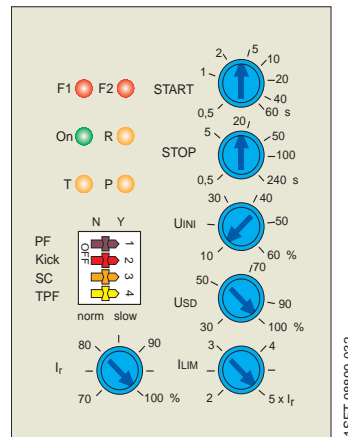 2 5
1 10
F1 F2 START 20
40
0,5 60 s
20
5 50
On R
STOP 100
T P 0,5 240 s
30 40
N Y UINI 50
PF OFF 1
10 60 %
Kick 2
SC 3
TPF 4
50 70
USD 90
norm slow 30 100 %
80 I 90 3 4
Ir ILIM
70 100 % 2 5 x Ir